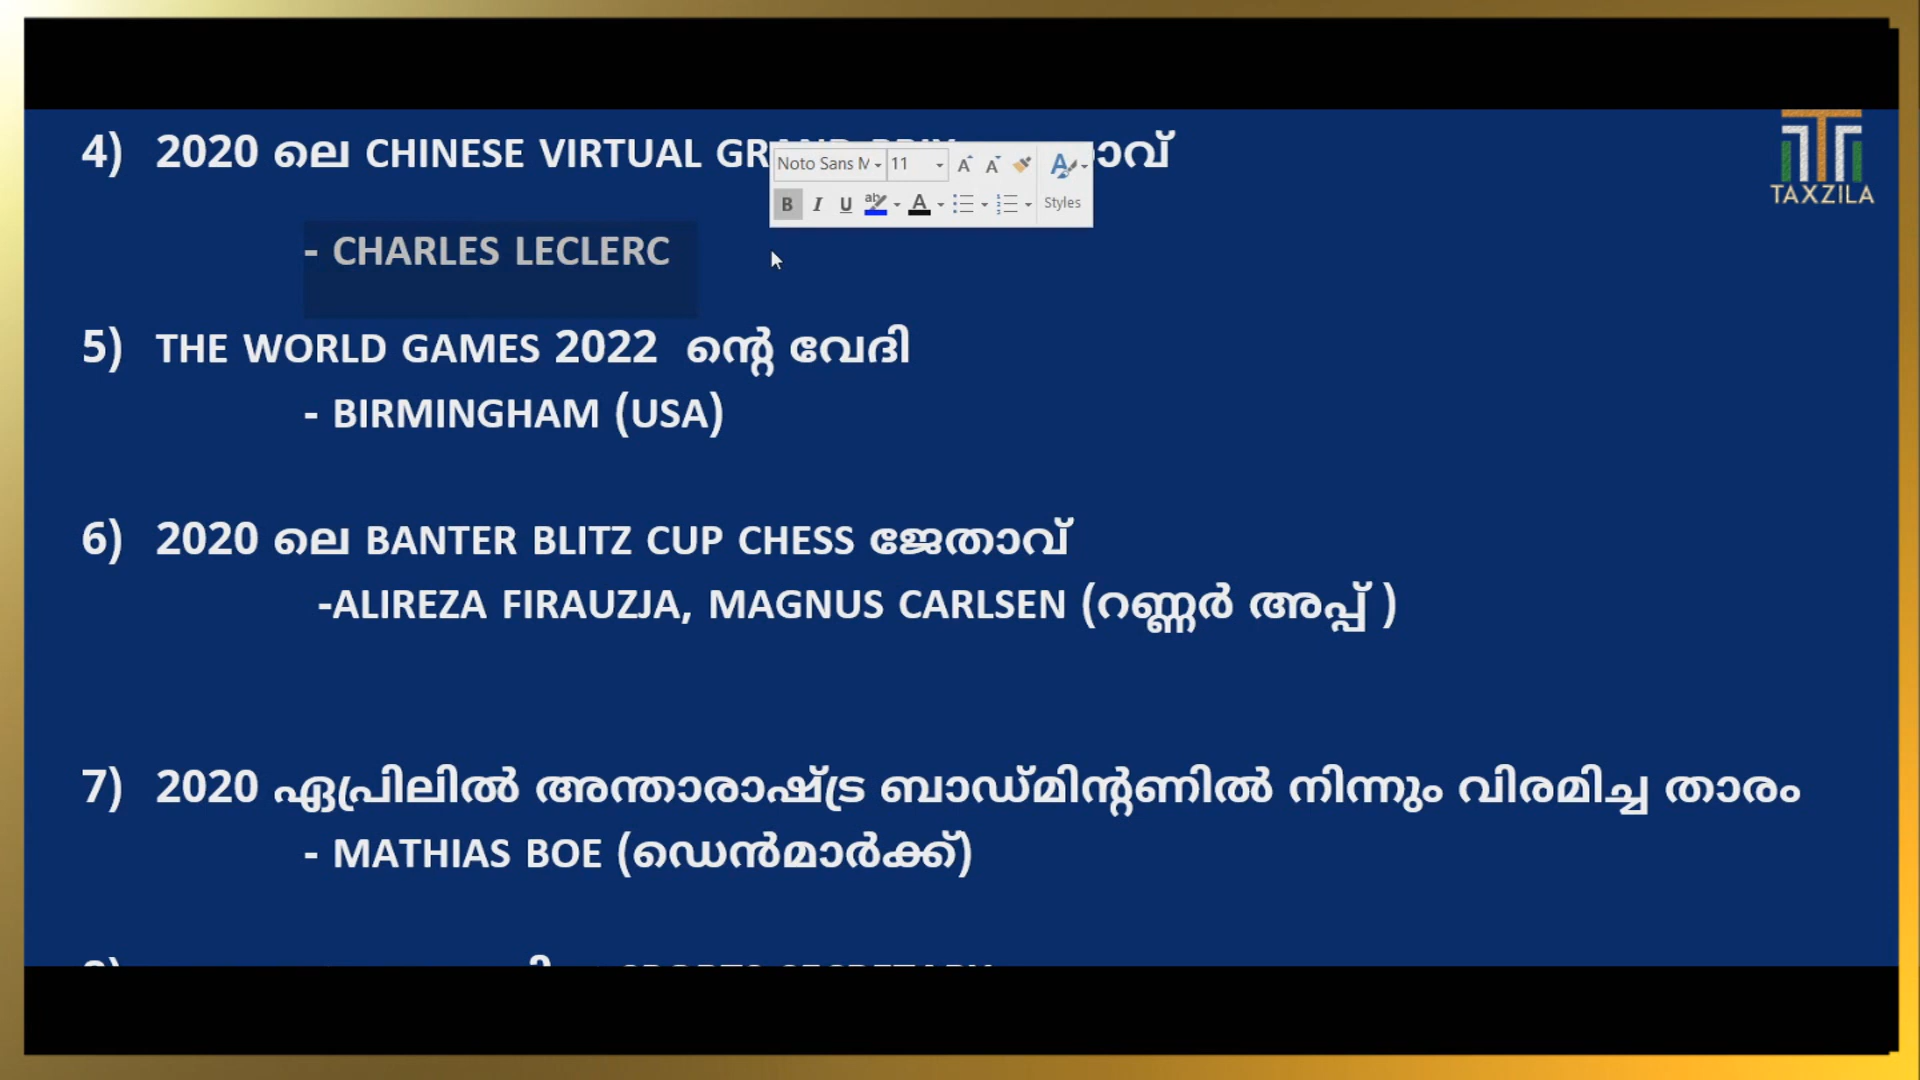 4) 2020 ലെ CHINESE VIRTUAL
TAXZILA
Noto Sans M 11
B I U Styles
- CHARLES LECLERC
5) THE WORLD GAMES 2022 ന്റെ വേദി
- BIRMINGHAM (USA)
6) 2020 ലെ BANTER BLITZ CUP CHESS ജേതാവ്
-ALIREZA FIRAUZJA, MAGNUS CARLSEN (റണ്ണർ അപ്പ് )
7) 2020 ഏപ്രിലിൽ അന്താരാഷ്ട്ര ബാഡ്മിന്റണിൽ നിന്നും വിരമിച്ച താരം
- MATHIAS BOE (ഡെൻമാർക്ക്)